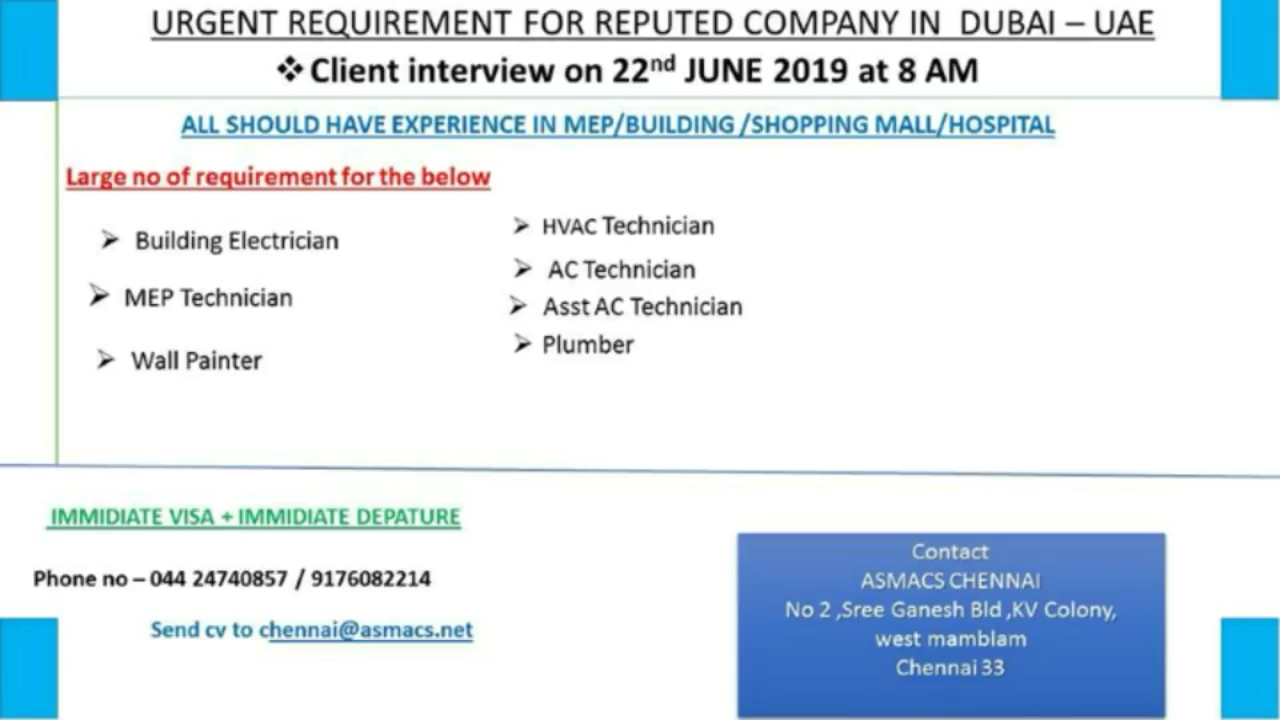 URGENT REQUIREMENT FOR REPUTED COMPANY IN DUBAI – UAE
❖ Client interview on 22nd JUNE 2019 at 8 AM
ALL SHOULD HAVE EXPERIENCE IN MEP/BUILDING /SHOPPING MALL/HOSPITAL
Large no of requirement for the below
➢ Building Electrician
➢ MEP Technician
➢ Wall Painter
➢ HVAC Technician
➢ AC Technician
➢ Asst AC Technician
➢ Plumber
IMMIDIATE VISA + IMMIDIATE DEPATURE
Phone no – 044 24740857 / 9176082214
Send cv to chennai@asmacs.net
Contact
ASMACS CHENNAI
No 2 ,Sree Ganesh Bld ,KV Colony,
west mamblam
Chennai 33